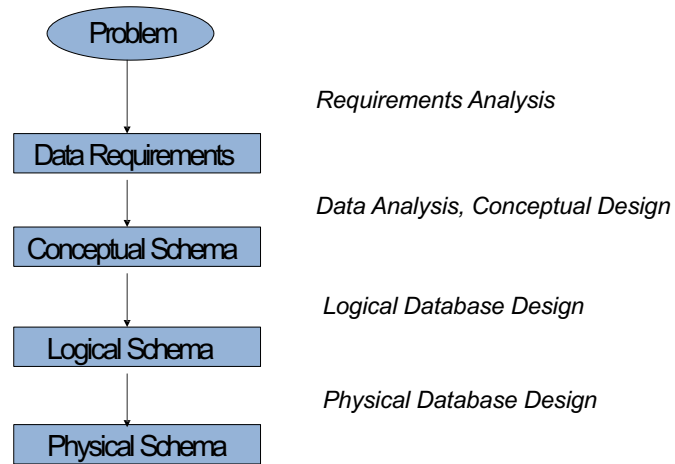 Problem
Requirements Analysis
Data Requirements
Data Analysis, Conceptual Design
Conceptual Schema
Logical Database Design
Logical Schema
Physical Database Design
Physical Schema